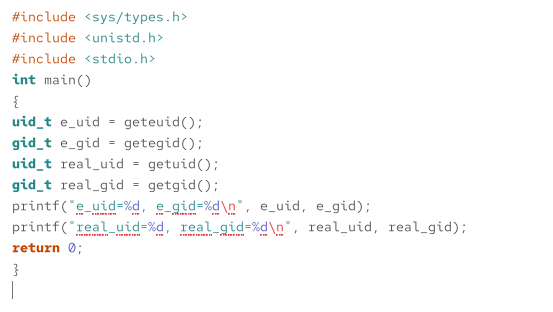 #include <sys/types.h>
#include <unistd.h>
#include <stdio.h>
int main()
{
uid_t e_uid = geteuid();
gid_t e_gid = getegid();
uid_t real_uid = getuid();
gid_t real_gid = getgid();
printf("e_uid=%d, e_gid=%d\n", e_uid, e_gid);
printf("real_uid=%d, real_gid=%d\n", real_uid, real_gid);
return 0;
}